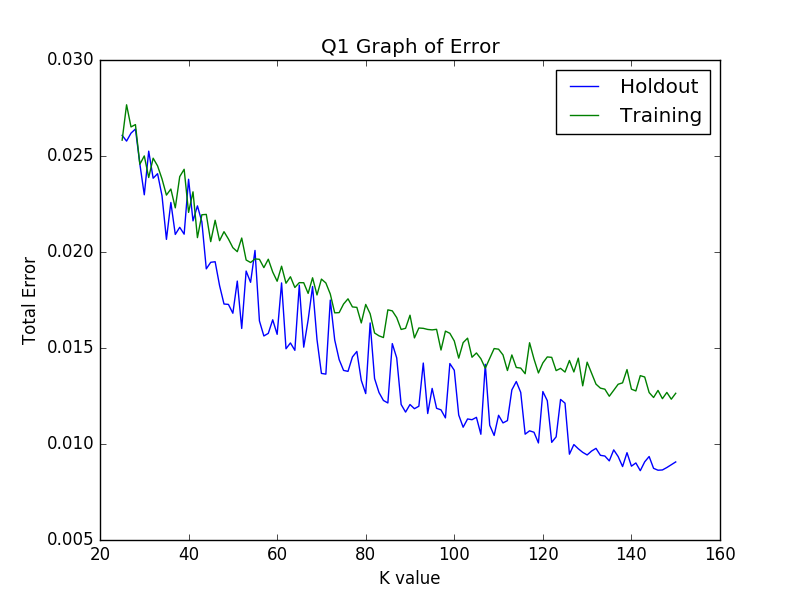 Q1 Graph of Error
Holdout
Training
0.030
0.025
0.020
0.015
0.010
0.005
Total Error
20 40 60 80 100 120 140 160
K value